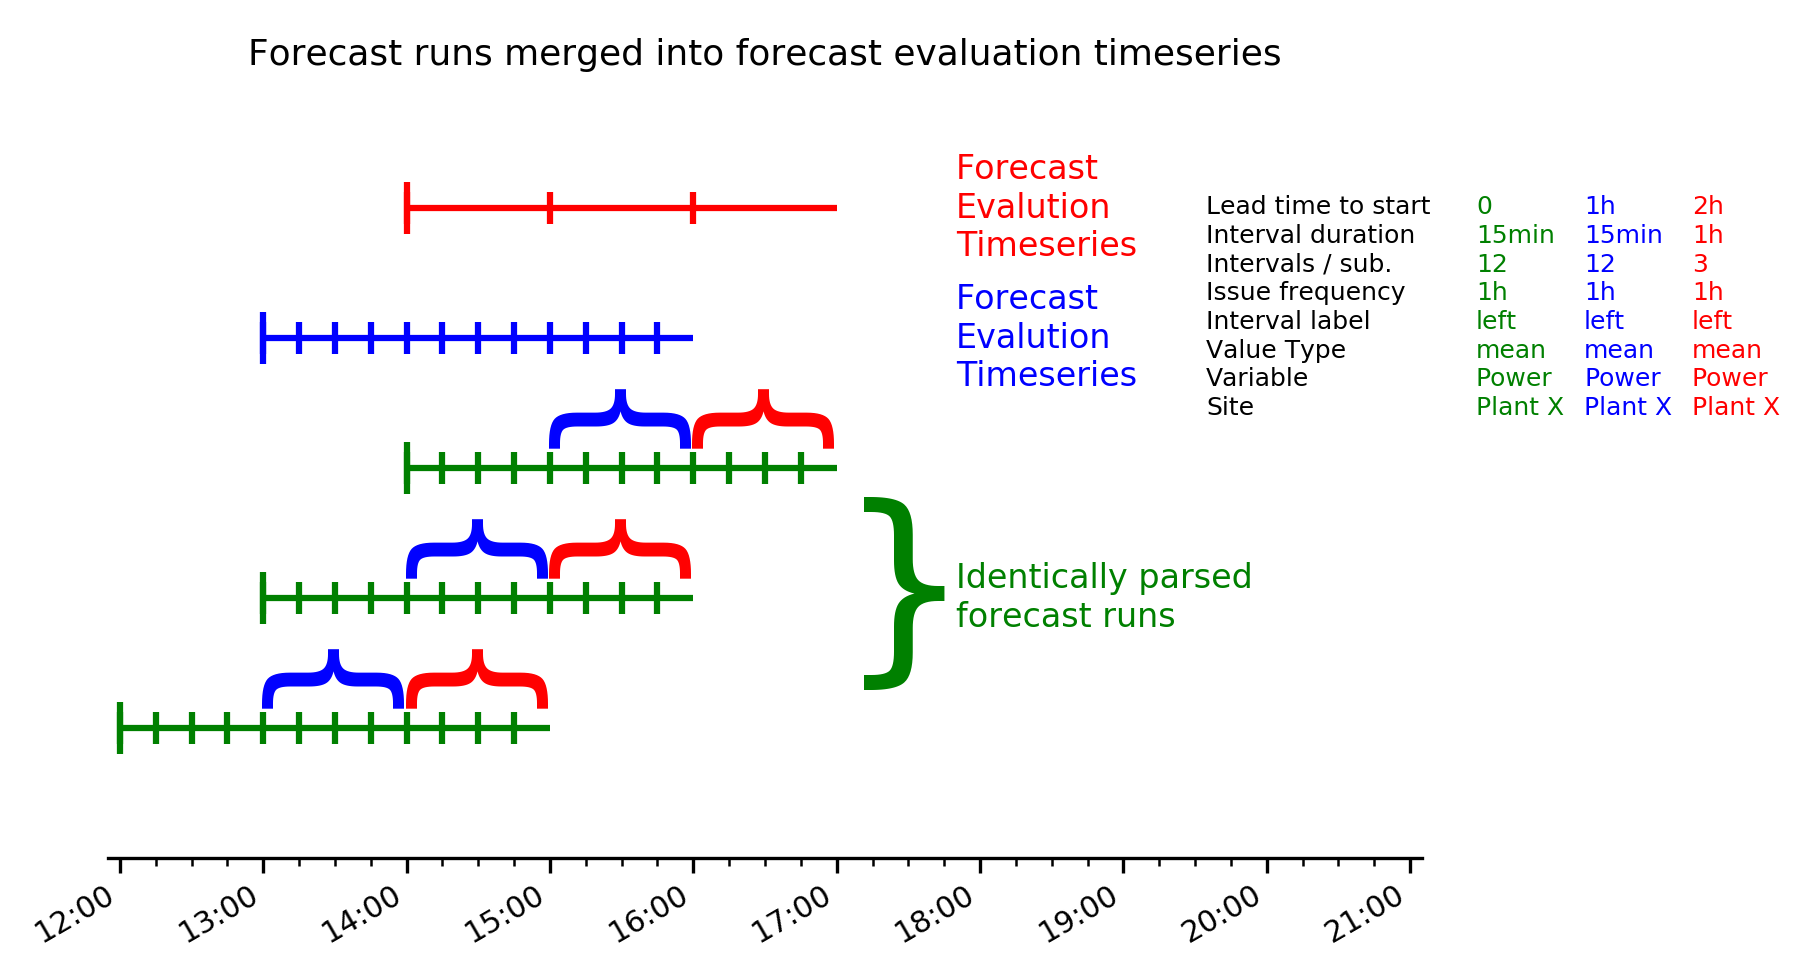 Forecast runs merged into forecast evaluation timeseries
Forecast
Evalution
Timeseries
Forecast
Evalution
Timeseries
Lead time to start 0 1h 2h
Interval duration 15min 15min 1h
Intervals / sub. 12 12 3
Issue frequency 1h 1h 1h
Interval label left left left
Value Type mean mean mean
Variable Power Power Power
Site Plant X Plant X Plant X
Identically parsed
forecast runs
12:00 13:00 14:00 15:00 16:00 17:00 18:00 19:00 20:00 21:00